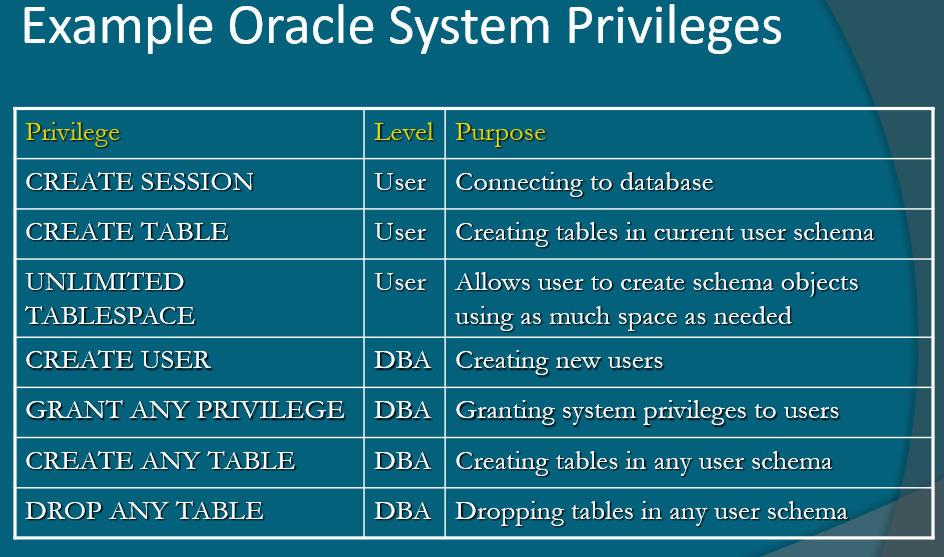 Example Oracle System Privileges
Privilege Level Purpose
CREATE SESSION User Connecting to database
CREATE TABLE User Creating tables in current user schema
UNLIMITED User Allows user to create schema objects
TABLESPACE using as much space as needed
CREATE USER DBA Creating new users
GRANT ANY PRIVILEGE DBA Granting system privileges to users
CREATE ANY TABLE DBA Creating tables in any user schema
DROP ANY TABLE DBA Dropping tables in any user schema